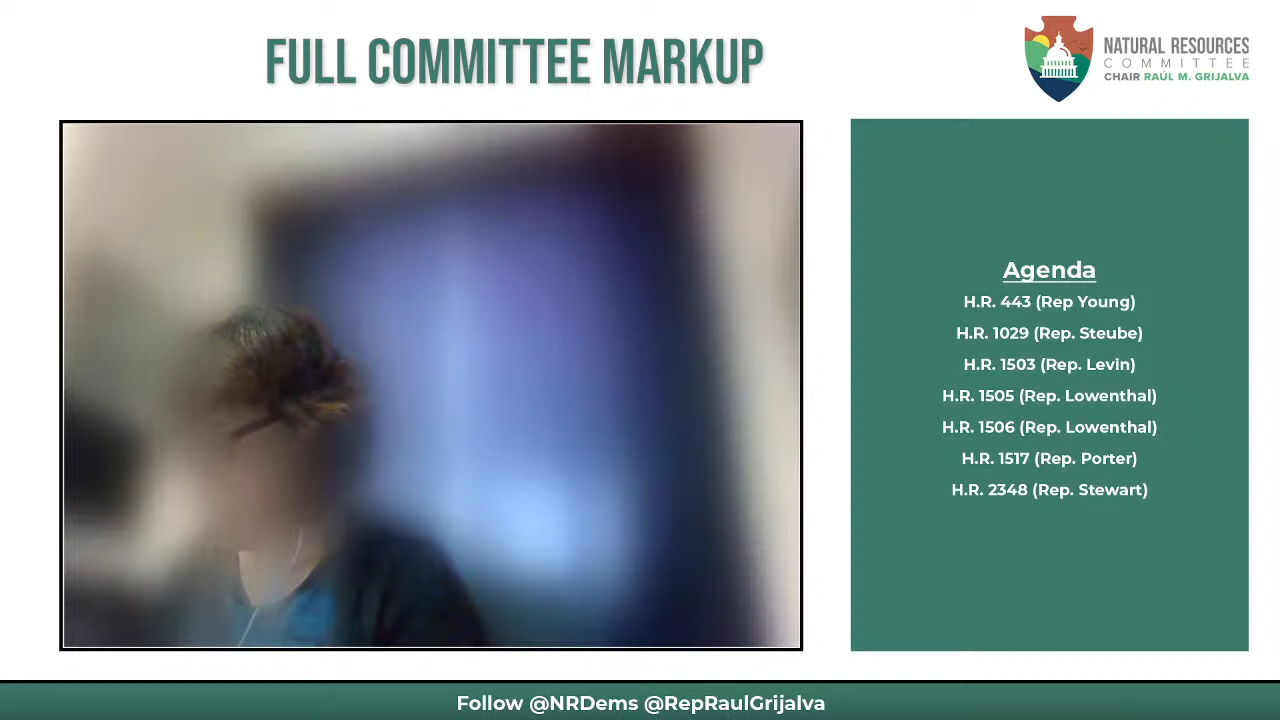 FULL COMMITTEE MARKUP
NATURAL RESOURCES
COMMITTEE
CHAIR RAÚL M. GRIJALVA
Agenda
H.R. 443 (Rep Young)
H.R. 1029 (Rep. Steube)
H.R. 1503 (Rep. Levin)
H.R. 1505 (Rep. Lowenthal)
H.R. 1506 (Rep. Lowenthal)
H.R. 1517 (Rep. Porter)
H.R. 2348 (Rep. Stewart)
Follow @NRDems @RepRaulGrijalva